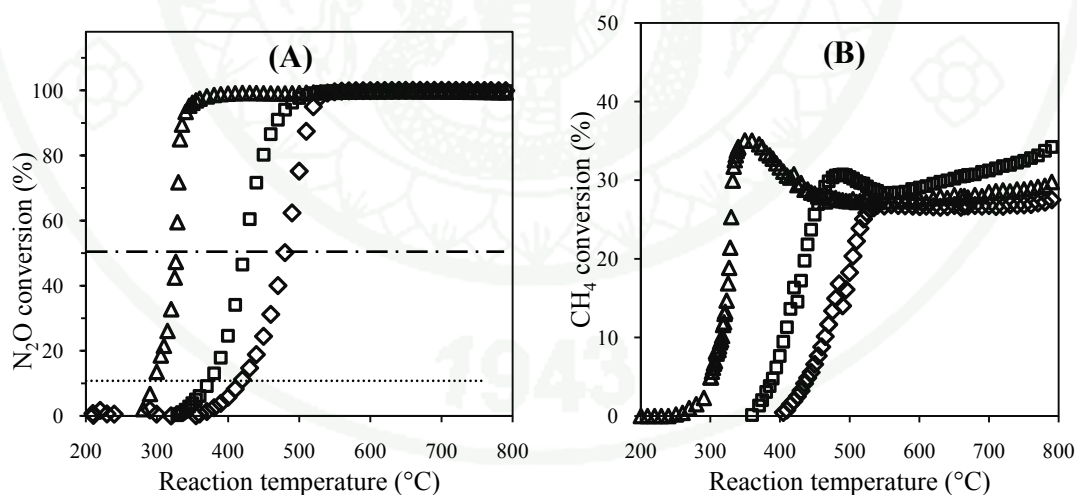 (A)
N₂O conversion (%)
100
80
60
40
20
0
200 300 400 500 600 700 800
Reaction temperature (°C)
(B)
CH₄ conversion (%)
50
40
30
20
10
0
200 300 400 500 600 700 800
Reaction temperature (°C)
1943